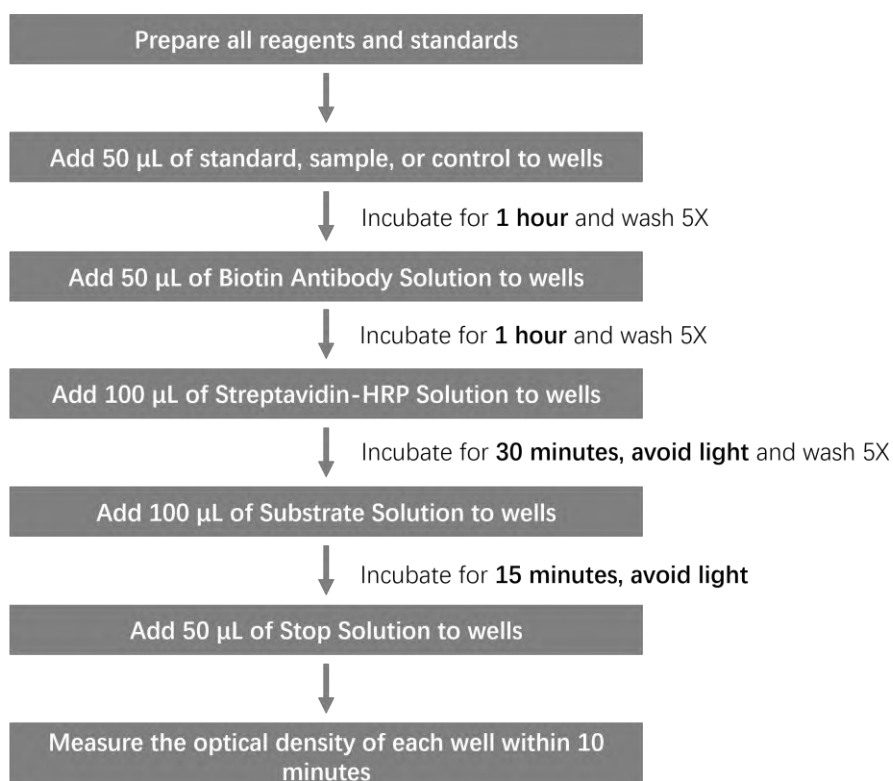 Prepare all reagents and standards
Add 50 μL of standard, sample, or control to wells
Incubate for 1 hour and wash 5X
Add 50 μL of Biotin Antibody Solution to wells
Incubate for 1 hour and wash 5X
Add 100 μL of Streptavidin-HRP Solution to wells
Incubate for 30 minutes, avoid light and wash 5X
Add 100 μL of Substrate Solution to wells
Incubate for 15 minutes, avoid light
Add 50 μL of Stop Solution to wells
Measure the optical density of each well within 10
minutes